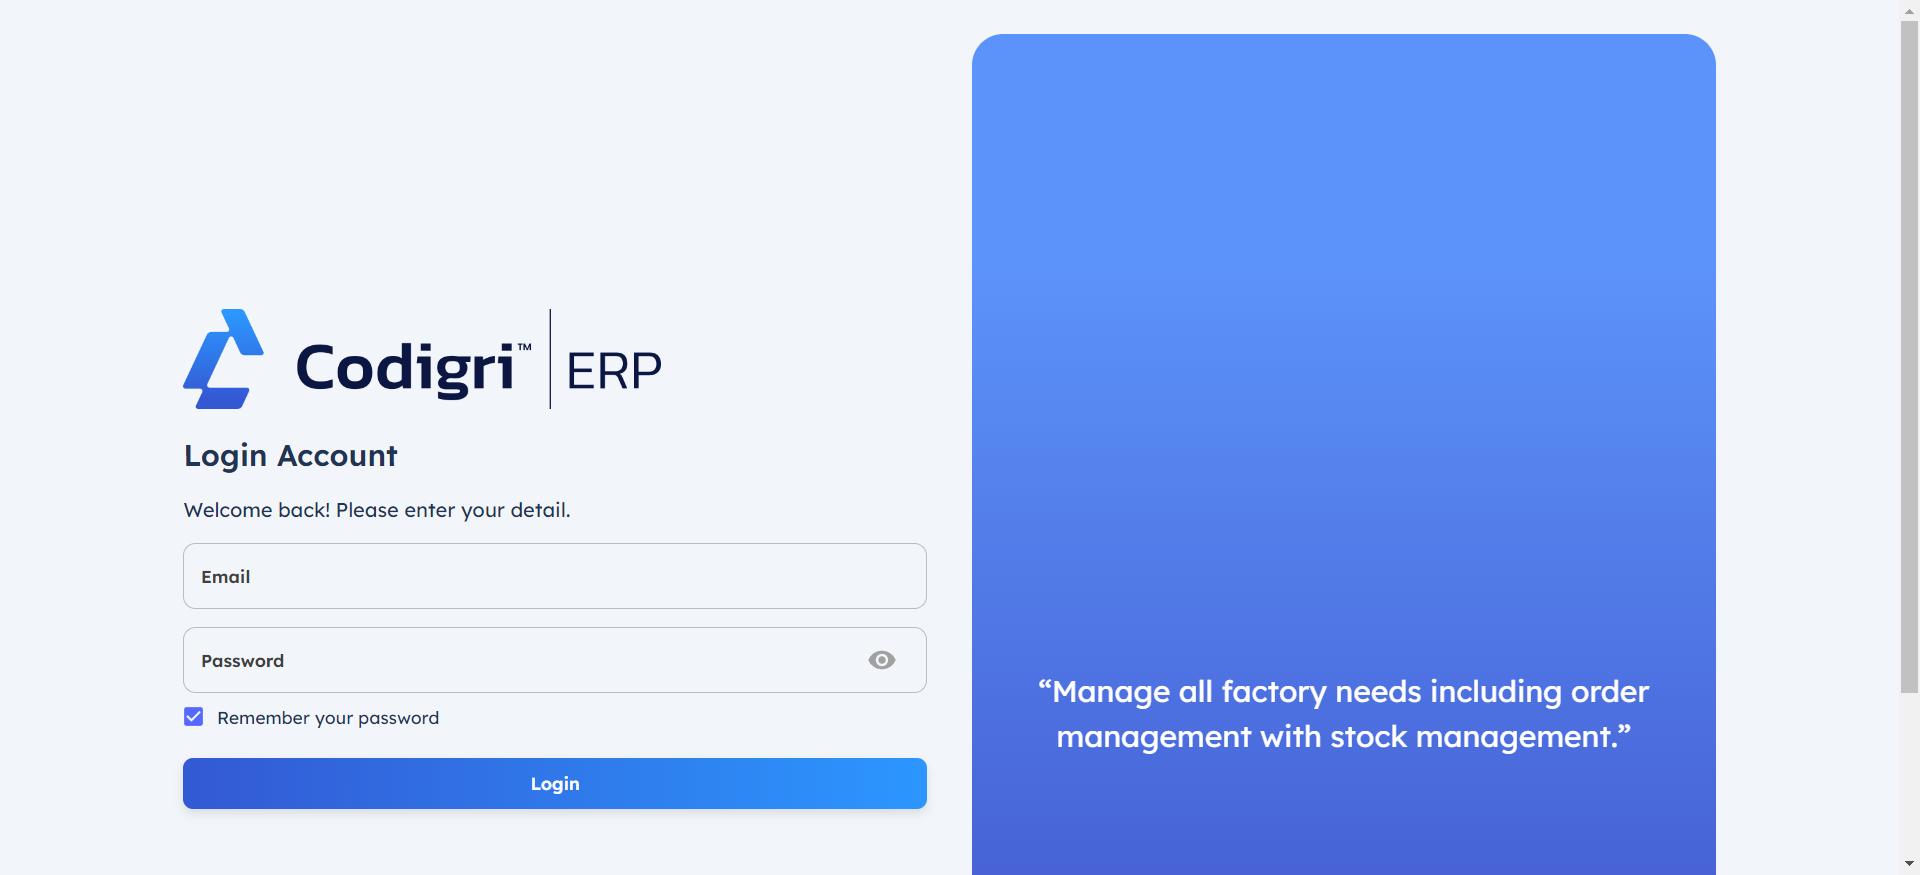 Codigri™ ERP
Login Account
Welcome back! Please enter your detail.
Email
Password
Remember your password
Login
“Manage all factory needs including order
management with stock management.”